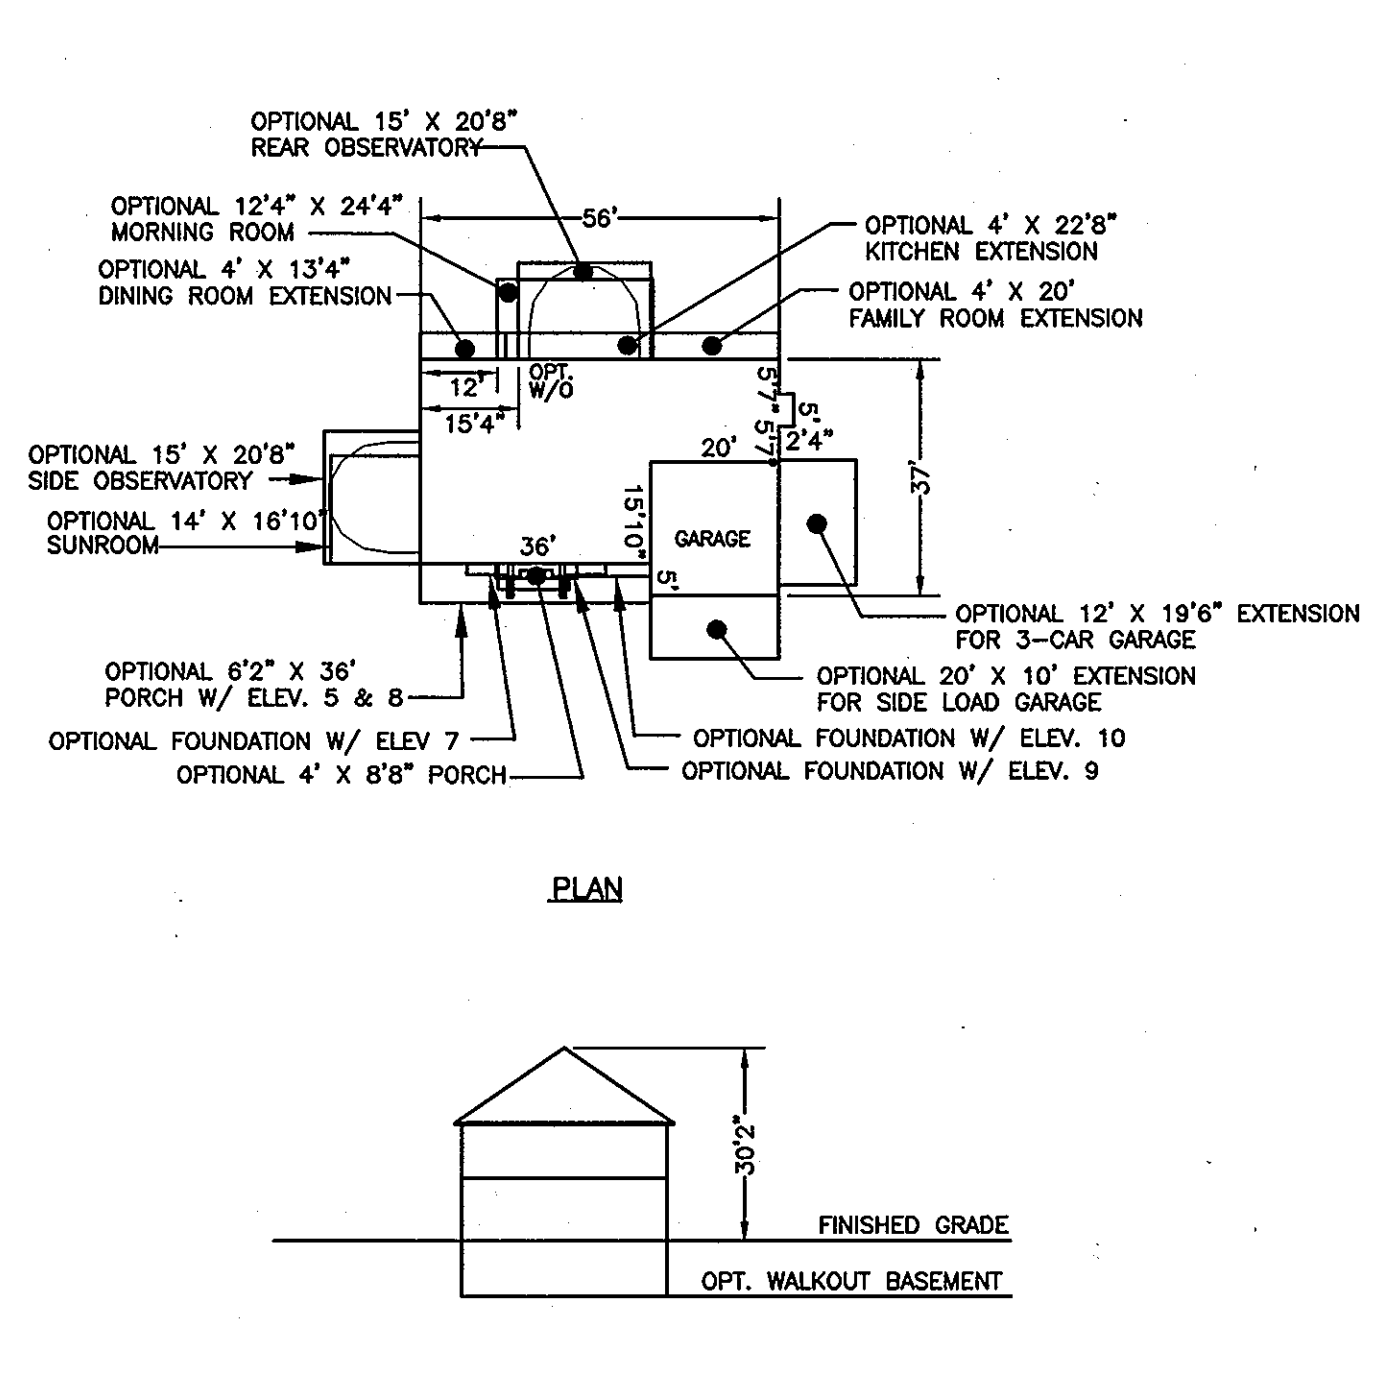 OPTIONAL 15' X 20'8"
REAR OBSERVATORY
OPTIONAL 12'4" X 24'4"
MORNING ROOM
56'
OPTIONAL 4' X 22'8"
KITCHEN EXTENSION
OPTIONAL 4' X 13'4"
DINING ROOM EXTENSION
OPTIONAL 4' X 20'
FAMILY ROOM EXTENSION
12'
OPT.
W/O
15'4"
5'7"
5'
2'4"
5'7"
20'
37'
OPTIONAL 15' X 20'8"
SIDE OBSERVATORY
OPTIONAL 14' X 16'10"
SUNROOM
15'10"
GARAGE
36'
5'
OPTIONAL 12' X 19'6" EXTENSION
FOR 3-CAR GARAGE
OPTIONAL 6'2" X 36'
PORCH W/ ELEV. 5 & 8
OPTIONAL 20' X 10' EXTENSION
FOR SIDE LOAD GARAGE
OPTIONAL FOUNDATION W/ ELEV 7
OPTIONAL FOUNDATION W/ ELEV. 10
OPTIONAL 4' X 8'8" PORCH
OPTIONAL FOUNDATION W/ ELEV. 9
PLAN
30'2"
FINISHED GRADE
OPT. WALKOUT BASEMENT